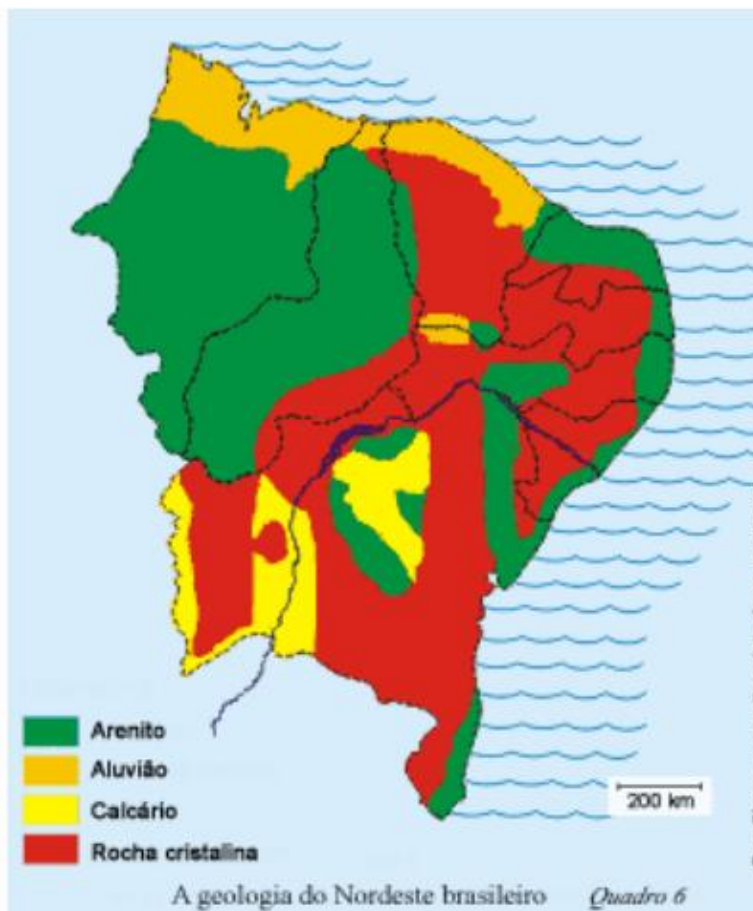 Arenito
Aluvião
Calcário
Rocha cristalina
200 km
A geologia do Nordeste brasileiro Quadro 6